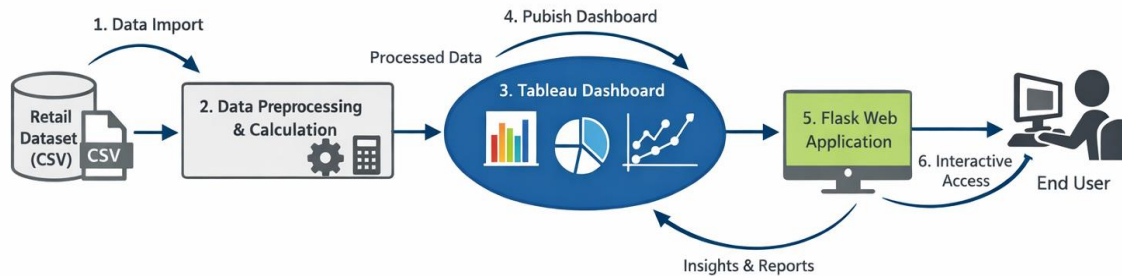 1. Data Import
4. Pubish Dashboard
Processed Data
Retail
Dataset
(CSV)
CSV
2. Data Preprocessing
& Calculation
3. Tableau Dashboard
5. Flask Web
Application
6. Interactive
Access
End User
Insights & Reports